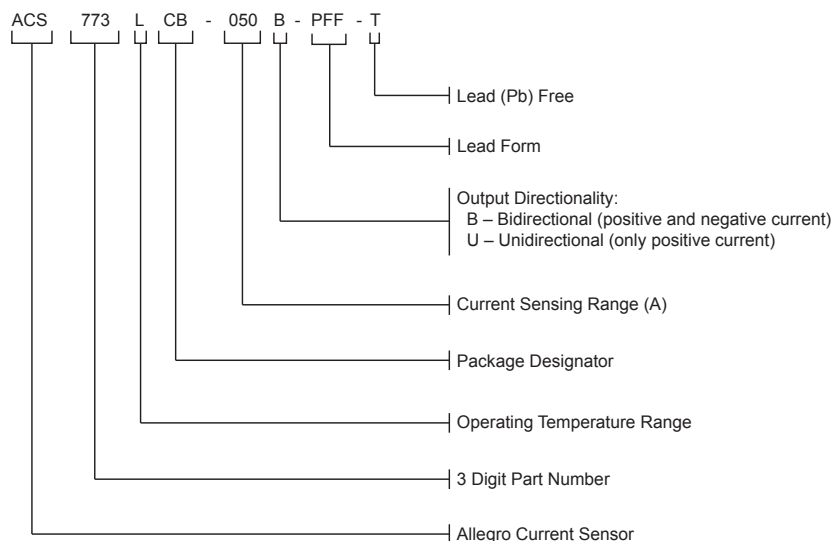 ACS 773 L CB - 050 B - PFF - T
Lead (Pb) Free
Lead Form
Output Directionality:
B – Bidirectional (positive and negative current)
U – Unidirectional (only positive current)
Current Sensing Range (A)
Package Designator
Operating Temperature Range
3 Digit Part Number
Allegro Current Sensor